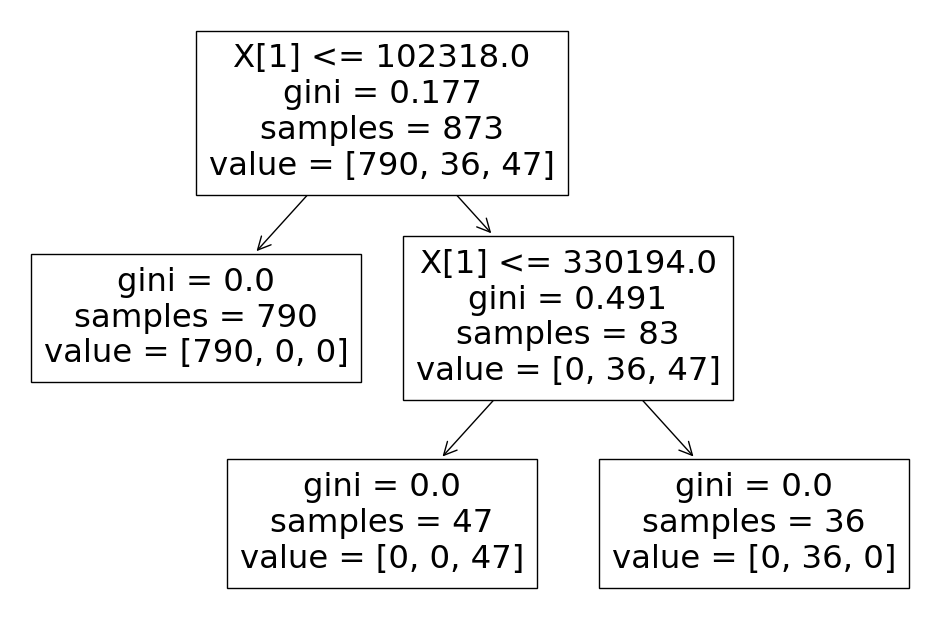 X[1] <= 102318.0
gini = 0.177
samples = 873
value = [790, 36, 47]
gini = 0.0
samples = 790
value = [790, 0, 0]
X[1] <= 330194.0
gini = 0.491
samples = 83
value = [0, 36, 47]
gini = 0.0
samples = 47
value = [0, 0, 47]
gini = 0.0
samples = 36
value = [0, 36, 0]